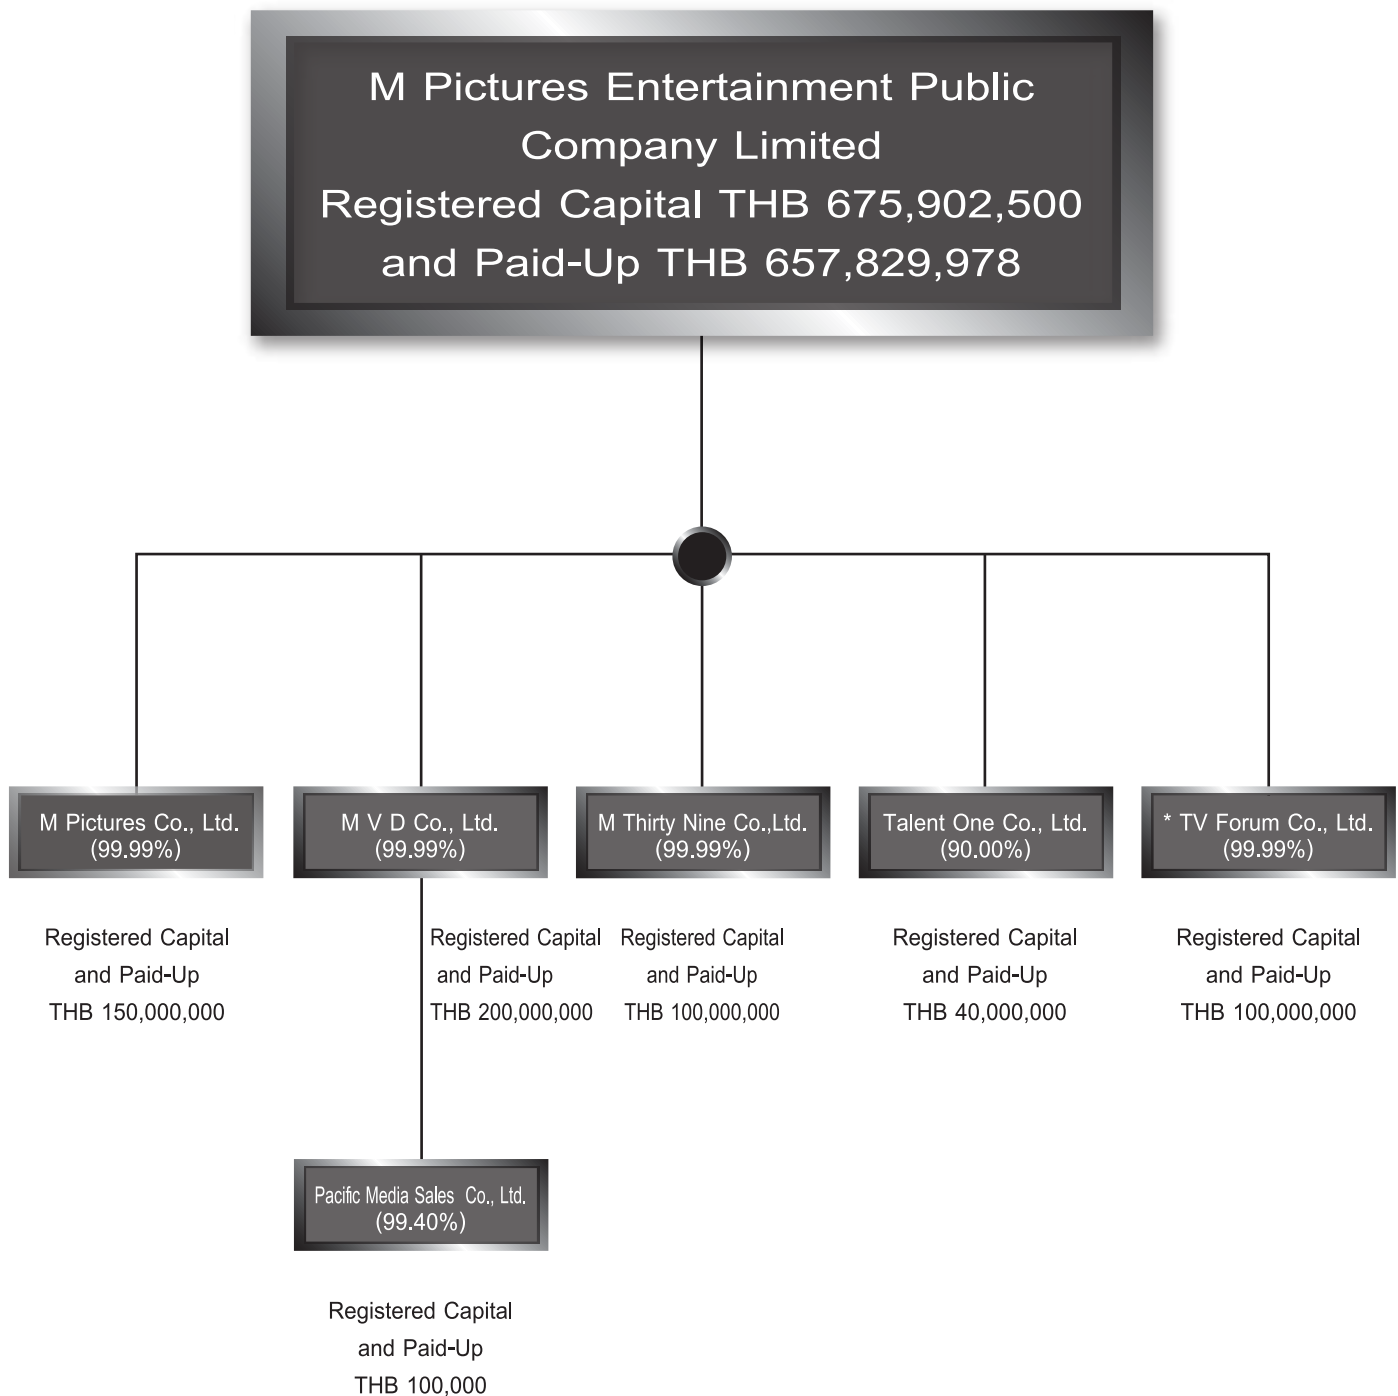 M Pictures Entertainment Public
Company Limited
Registered Capital THB 675,902,500
and Paid-Up THB 657,829,978
M Pictures Co., Ltd.
(99.99%)
Registered Capital
and Paid-Up
THB 150,000,000
M V D Co., Ltd.
(99.99%)
Registered Capital
and Paid-Up
THB 200,000,000
M Thirty Nine Co.,Ltd.
(99.99%)
Registered Capital
and Paid-Up
THB 100,000,000
Talent One Co., Ltd.
(90.00%)
Registered Capital
and Paid-Up
THB 40,000,000
* TV Forum Co., Ltd.
(99.99%)
Registered Capital
and Paid-Up
THB 100,000,000
Pacific Media Sales Co., Ltd.
(99.40%)
Registered Capital
and Paid-Up
THB 100,000